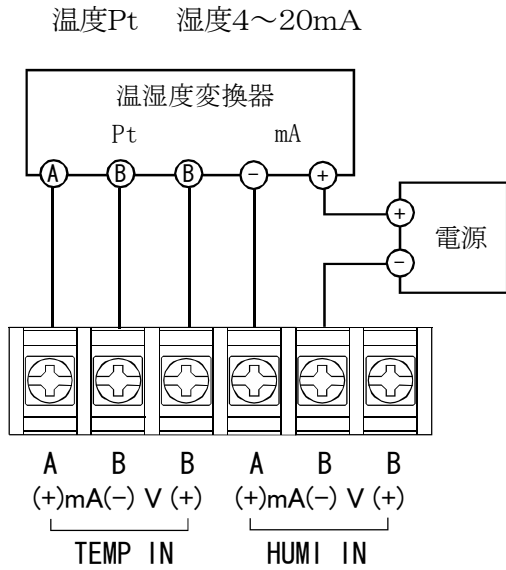 温度Pt 湿度4～20mA
温湿度変換器
Pt mA
A B B − +
+
電源
−
A B B A B B
(+)mA(−) V (+) (+)mA(−) V (+)
TEMP IN HUMI IN